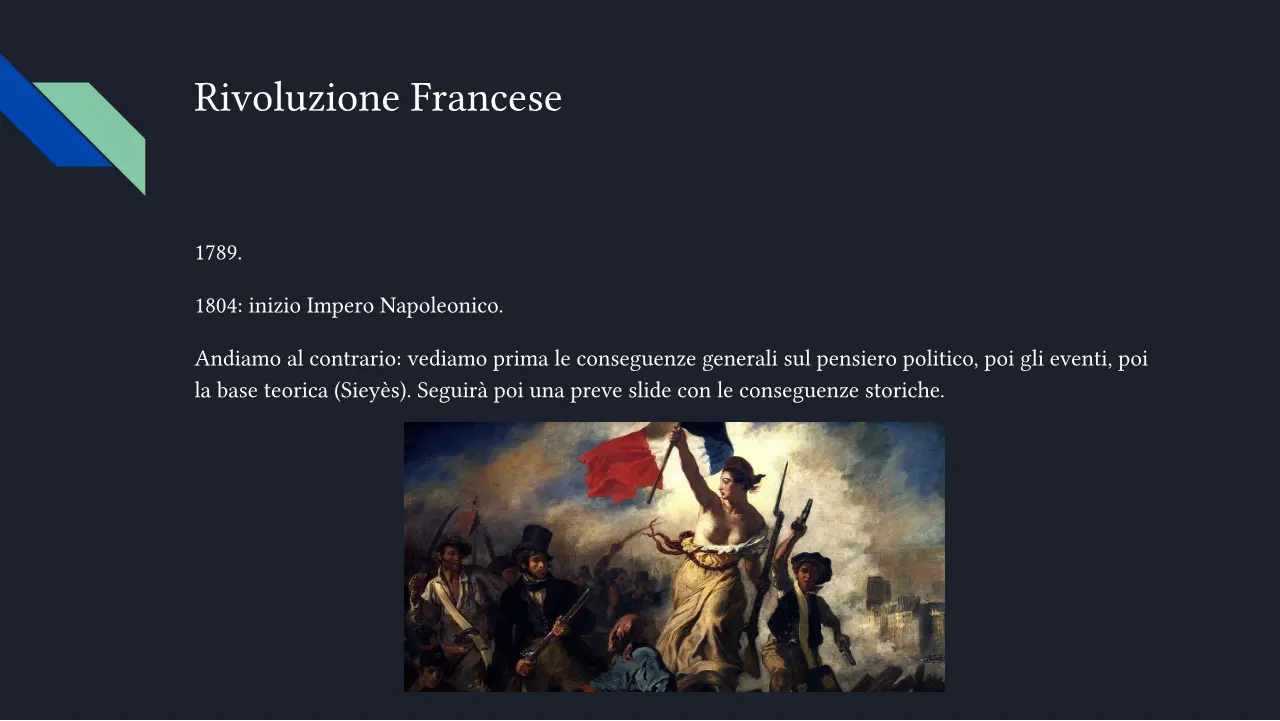 Rivoluzione Francese
1789.
1804: inizio Impero Napoleonico.
Andiamo al contrario: vediamo prima le conseguenze generali sul pensiero politico, poi gli eventi, poi
la base teorica (Sieyès). Seguirà poi una preve slide con le conseguenze storiche.